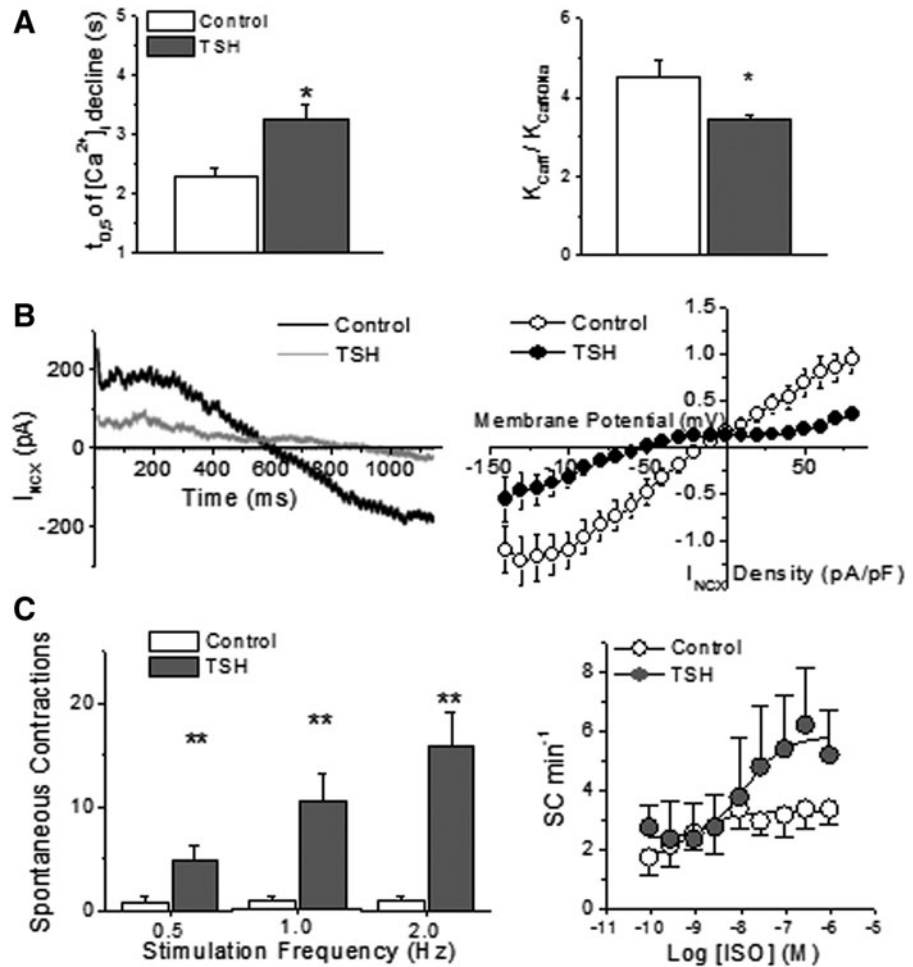 A
Control
TSH
t0,5 of [Ca2+]i decline (s)
5
4
3
2
1
*
KCaff/ KCaff-0Na
6
4
2
0
*
B
INCX (pA)
200
0
-200
Control
TSH
200 400 600 800 1000
Time (ms)
Control
TSH
1.5
1.0
0.5
Membrane Potential (mV)
-150 -100 -50 50
-0.5
-1.0
INCX Density (pA/pF)
C
Control
TSH
Spontaneous Contractions
20
10
0
** ** **
0.5 1.0 2.0
Stimulation Frequency (Hz)
Control
TSH
SC min-1
8
6
4
2
0
-11 -10 -9 -8 -7 -6 -5
Log [ISO] (M)